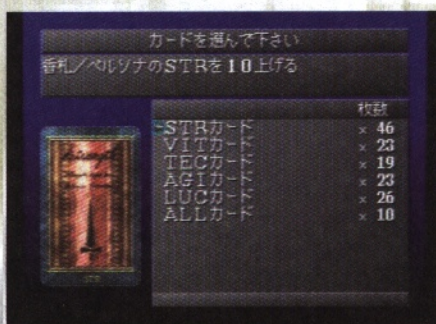 カードを選んで下さい
香札/ペルソナのSTRを10上げる
枚数
STRカード × 46
VITカード × 23
TECカード × 19
AGIカード × 23
LUCカード × 26
ALLカード × 10
STR